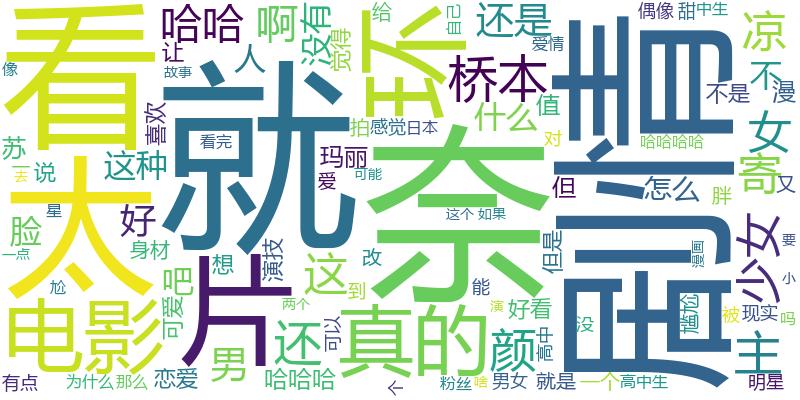 看
就
太
奈
剧情
片
环
电影
真的
桥本
哈哈
啊
没有
还是
凉
女
不
寄
少女
主
颜
还
这
男
哈哈哈
恋爱
吧
好
脸
苏
说
这种
人
让
故事
像
喜欢
觉得
给
自己
爱情
偶像
甜
中生
什么
值
不是
漫
拍
感觉
日本
对
哈哈哈哈
看完
玛丽
爱
可能
但
怎么
胖
又
去
星
一点
尬
身材
可爱
想
演技
到
改
这个
如果
但是
能
漫画
要
小
尴尬
被
现实
吗
有点
为什么
那么
两个
可以
个
好看
演
高中
没
粉丝
啥
男女
就是
一个
高中生
明星